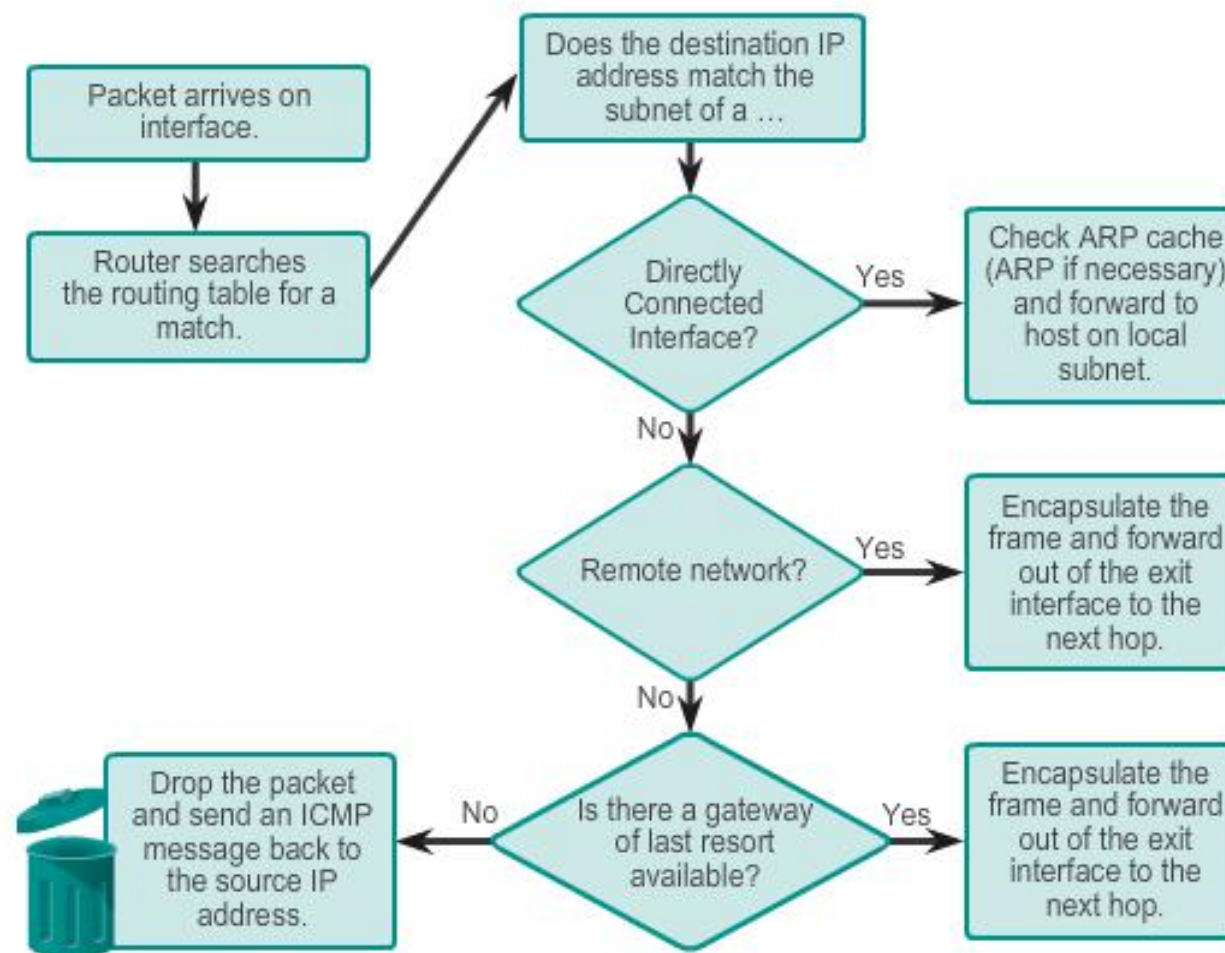 Packet arrives on
interface.
Router searches
the routing table for a
match.
Does the destination IP
address match the
subnet of a …
Directly
Connected
Interface?
Yes
Check ARP cache
(ARP if necessary)
and forward to
host on local
subnet.
No
Remote network?
Yes
Encapsulate the
frame and forward
out of the exit
interface to the
next hop.
No
Is there a gateway
of last resort
available?
Yes
Encapsulate the
frame and forward
out of the exit
interface to the
next hop.
No
Drop the packet
and send an ICMP
message back to
the source IP
address.